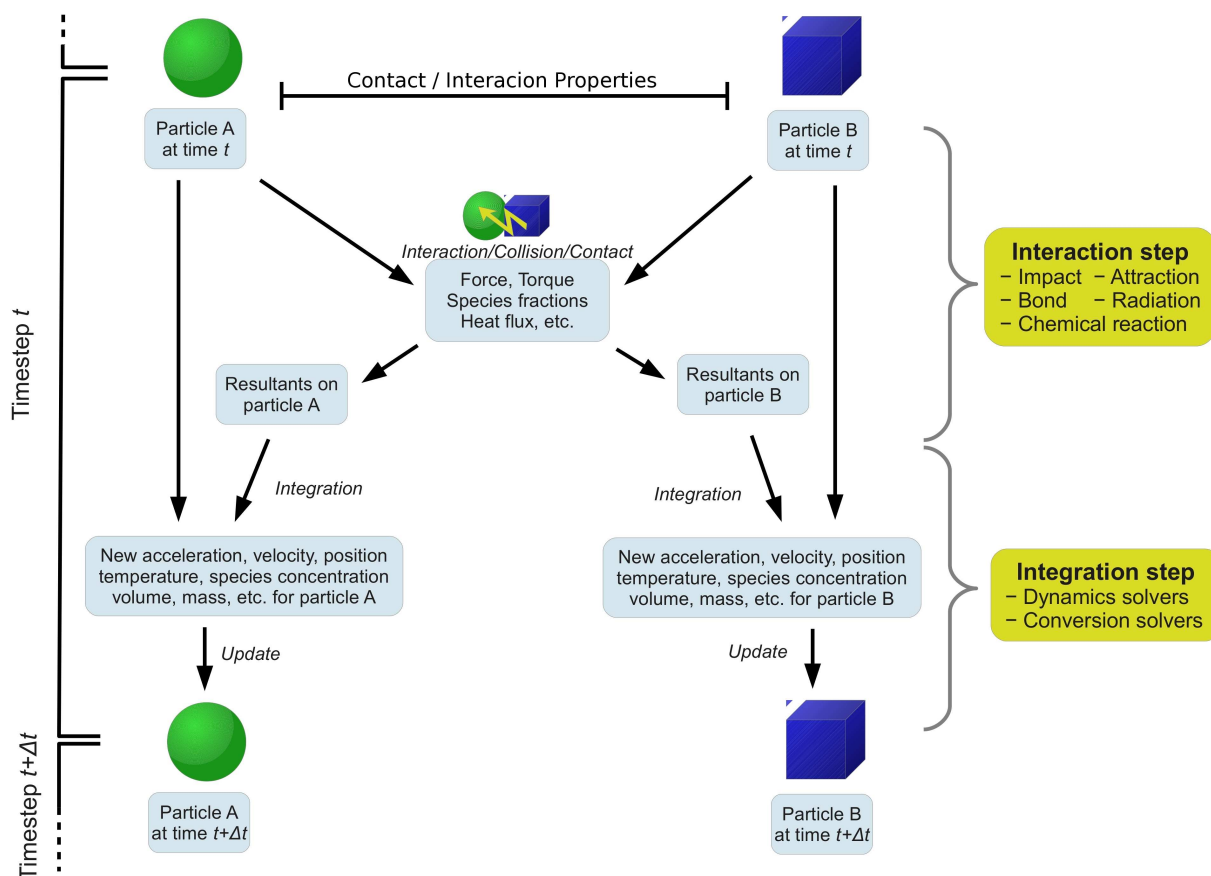 Contact / Interacion Properties
Particle A
at time t
Particle B
at time t
Interaction/Collision/Contact
Force, Torque
Species fractions
Heat flux, etc.
Interaction step
– Impact – Attraction
– Bond – Radiation
– Chemical reaction
Timestep t
Resultants on
particle A
Resultants on
particle B
Integration
Integration
New acceleration, velocity, position
temperature, species concentration
volume, mass, etc. for particle A
New acceleration, velocity, position
temperature, species concentration
volume, mass, etc. for particle B
Integration step
– Dynamics solvers
– Conversion solvers
Update
Update
Timestep t+Δt
Particle A
at time t+Δt
Particle B
at time t+Δt